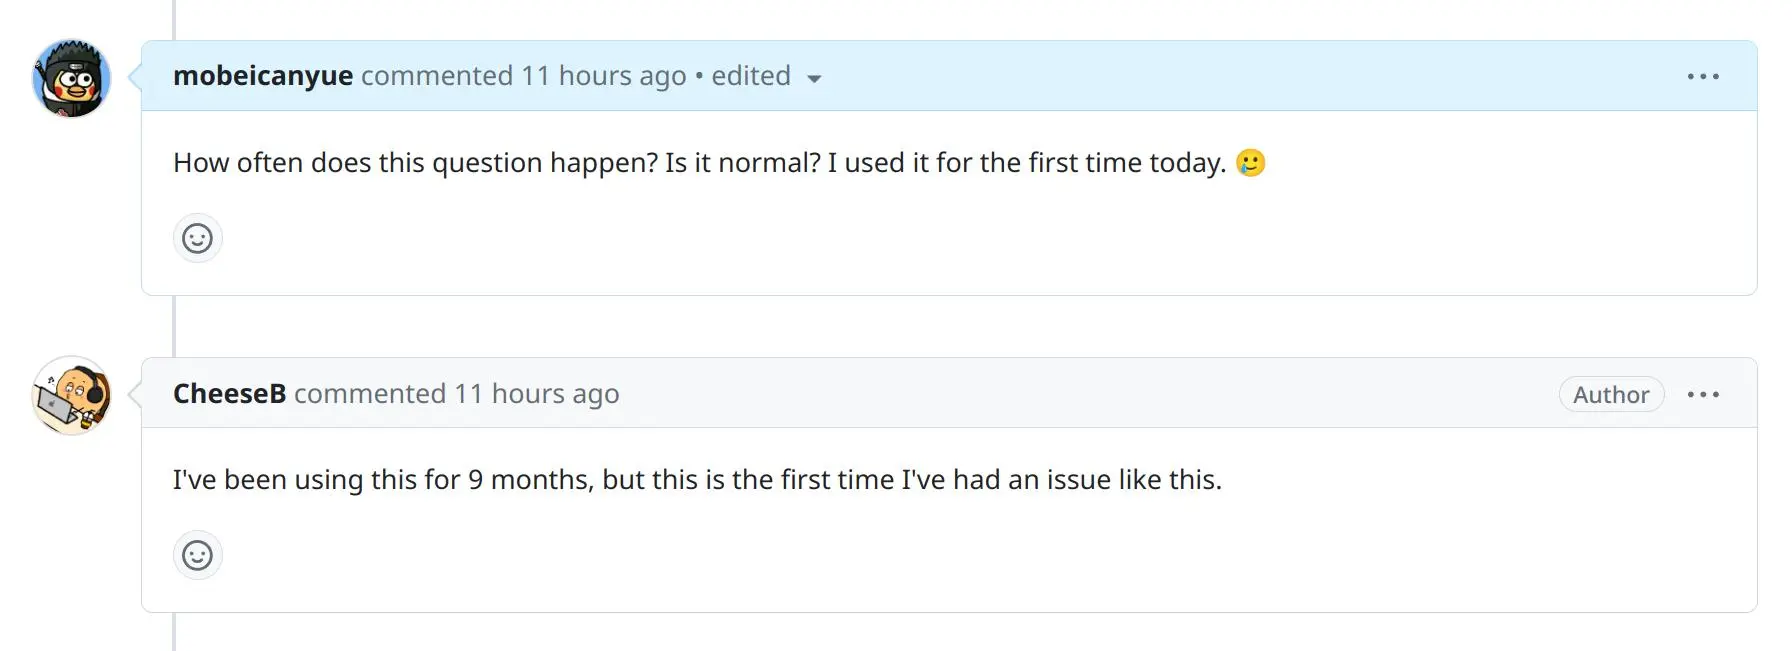 mobeicanyue commented 11 hours ago • edited
How often does this question happen? Is it normal? I used it for the first time today. 🥲
CheeseB commented 11 hours ago Author
I've been using this for 9 months, but this is the first time I've had an issue like this.